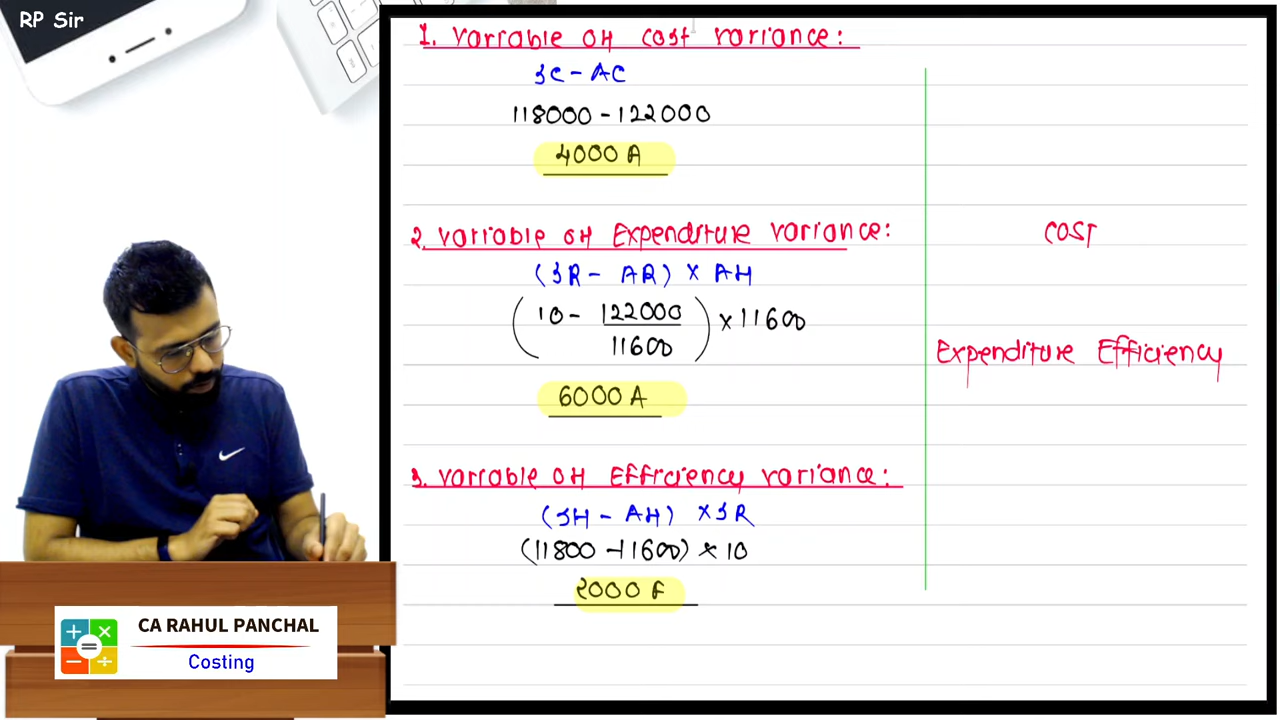 RP Sir
1. Variable OH Cost Variance:
SC - AC
118000 - 122000
4000 A
2. Variable OH Expenditure Variance:
(SR - AR) × AH
(10 - 122000/11600) × 11600
6000 A
3. Variable OH Efficiency Variance:
(SH - AH) × SR
(11800 - 11600) × 10
2000 F
COST
Expenditure Efficiency
+ ×
=
− ÷
CA RAHUL PANCHAL
Costing